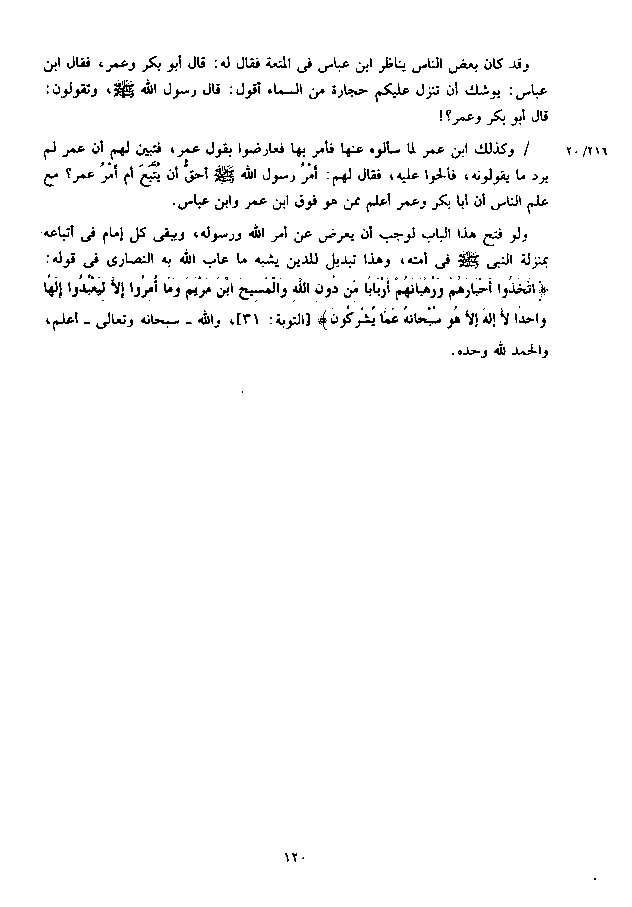 وقد كان بعض الناس يناظر ابن عباس فى المتعة فقال له: قال أبو بكر وعمر، فقال ابن
عباس: يوشك أن تنزل عليكم حجارة من السماء أقول: قال رسول الله ﷺ، وتقولون:
قال أبو بكر وعمر؟!
٢٠/٢١٦ / وكذلك ابن عمر لما سألوه عنها فأمر بها فعارضوا بقول عمر، فتبين لهم أن عمر لم
يرد ما يقولونه، فألحوا عليه، فقال لهم: أمْرُ رسول الله ﷺ أحقُّ أن يُتَّبَعَ أم أمْرُ عمر؟ مع
علم الناس أن أبا بكر وعمر أعلم ممن هو فوق ابن عمر وابن عباس.
ولو فتح هذا الباب لوجب أن يعرض عن أمر الله ورسوله، ويبقى كل إمام فى أتباعه
بمنزلة النبى ﷺ فى أمته، وهذا تبديل للدين يشبه ما عاب الله به النصارى فى قوله:
﴿اتَّخَذُوا أَحْبَارَهُمْ وَرُهْبَانَهُمْ أَرْبَابًا مِّن دُونِ اللَّهِ وَالْمَسِيحَ ابْنَ مَرْيَمَ وَمَا أُمِرُوا إِلاَّ لِيَعْبُدُوا إِلَهًا
وَاحِدًا لاَّ إِلَهَ إِلاَّ هُوَ سُبْحَانَهُ عَمَّا يُشْرِكُونَ﴾ [التوبة: ٣١]، والله ـ سبحانه وتعالى ـ أعلم،
والحمد لله وحده.
١٢٠